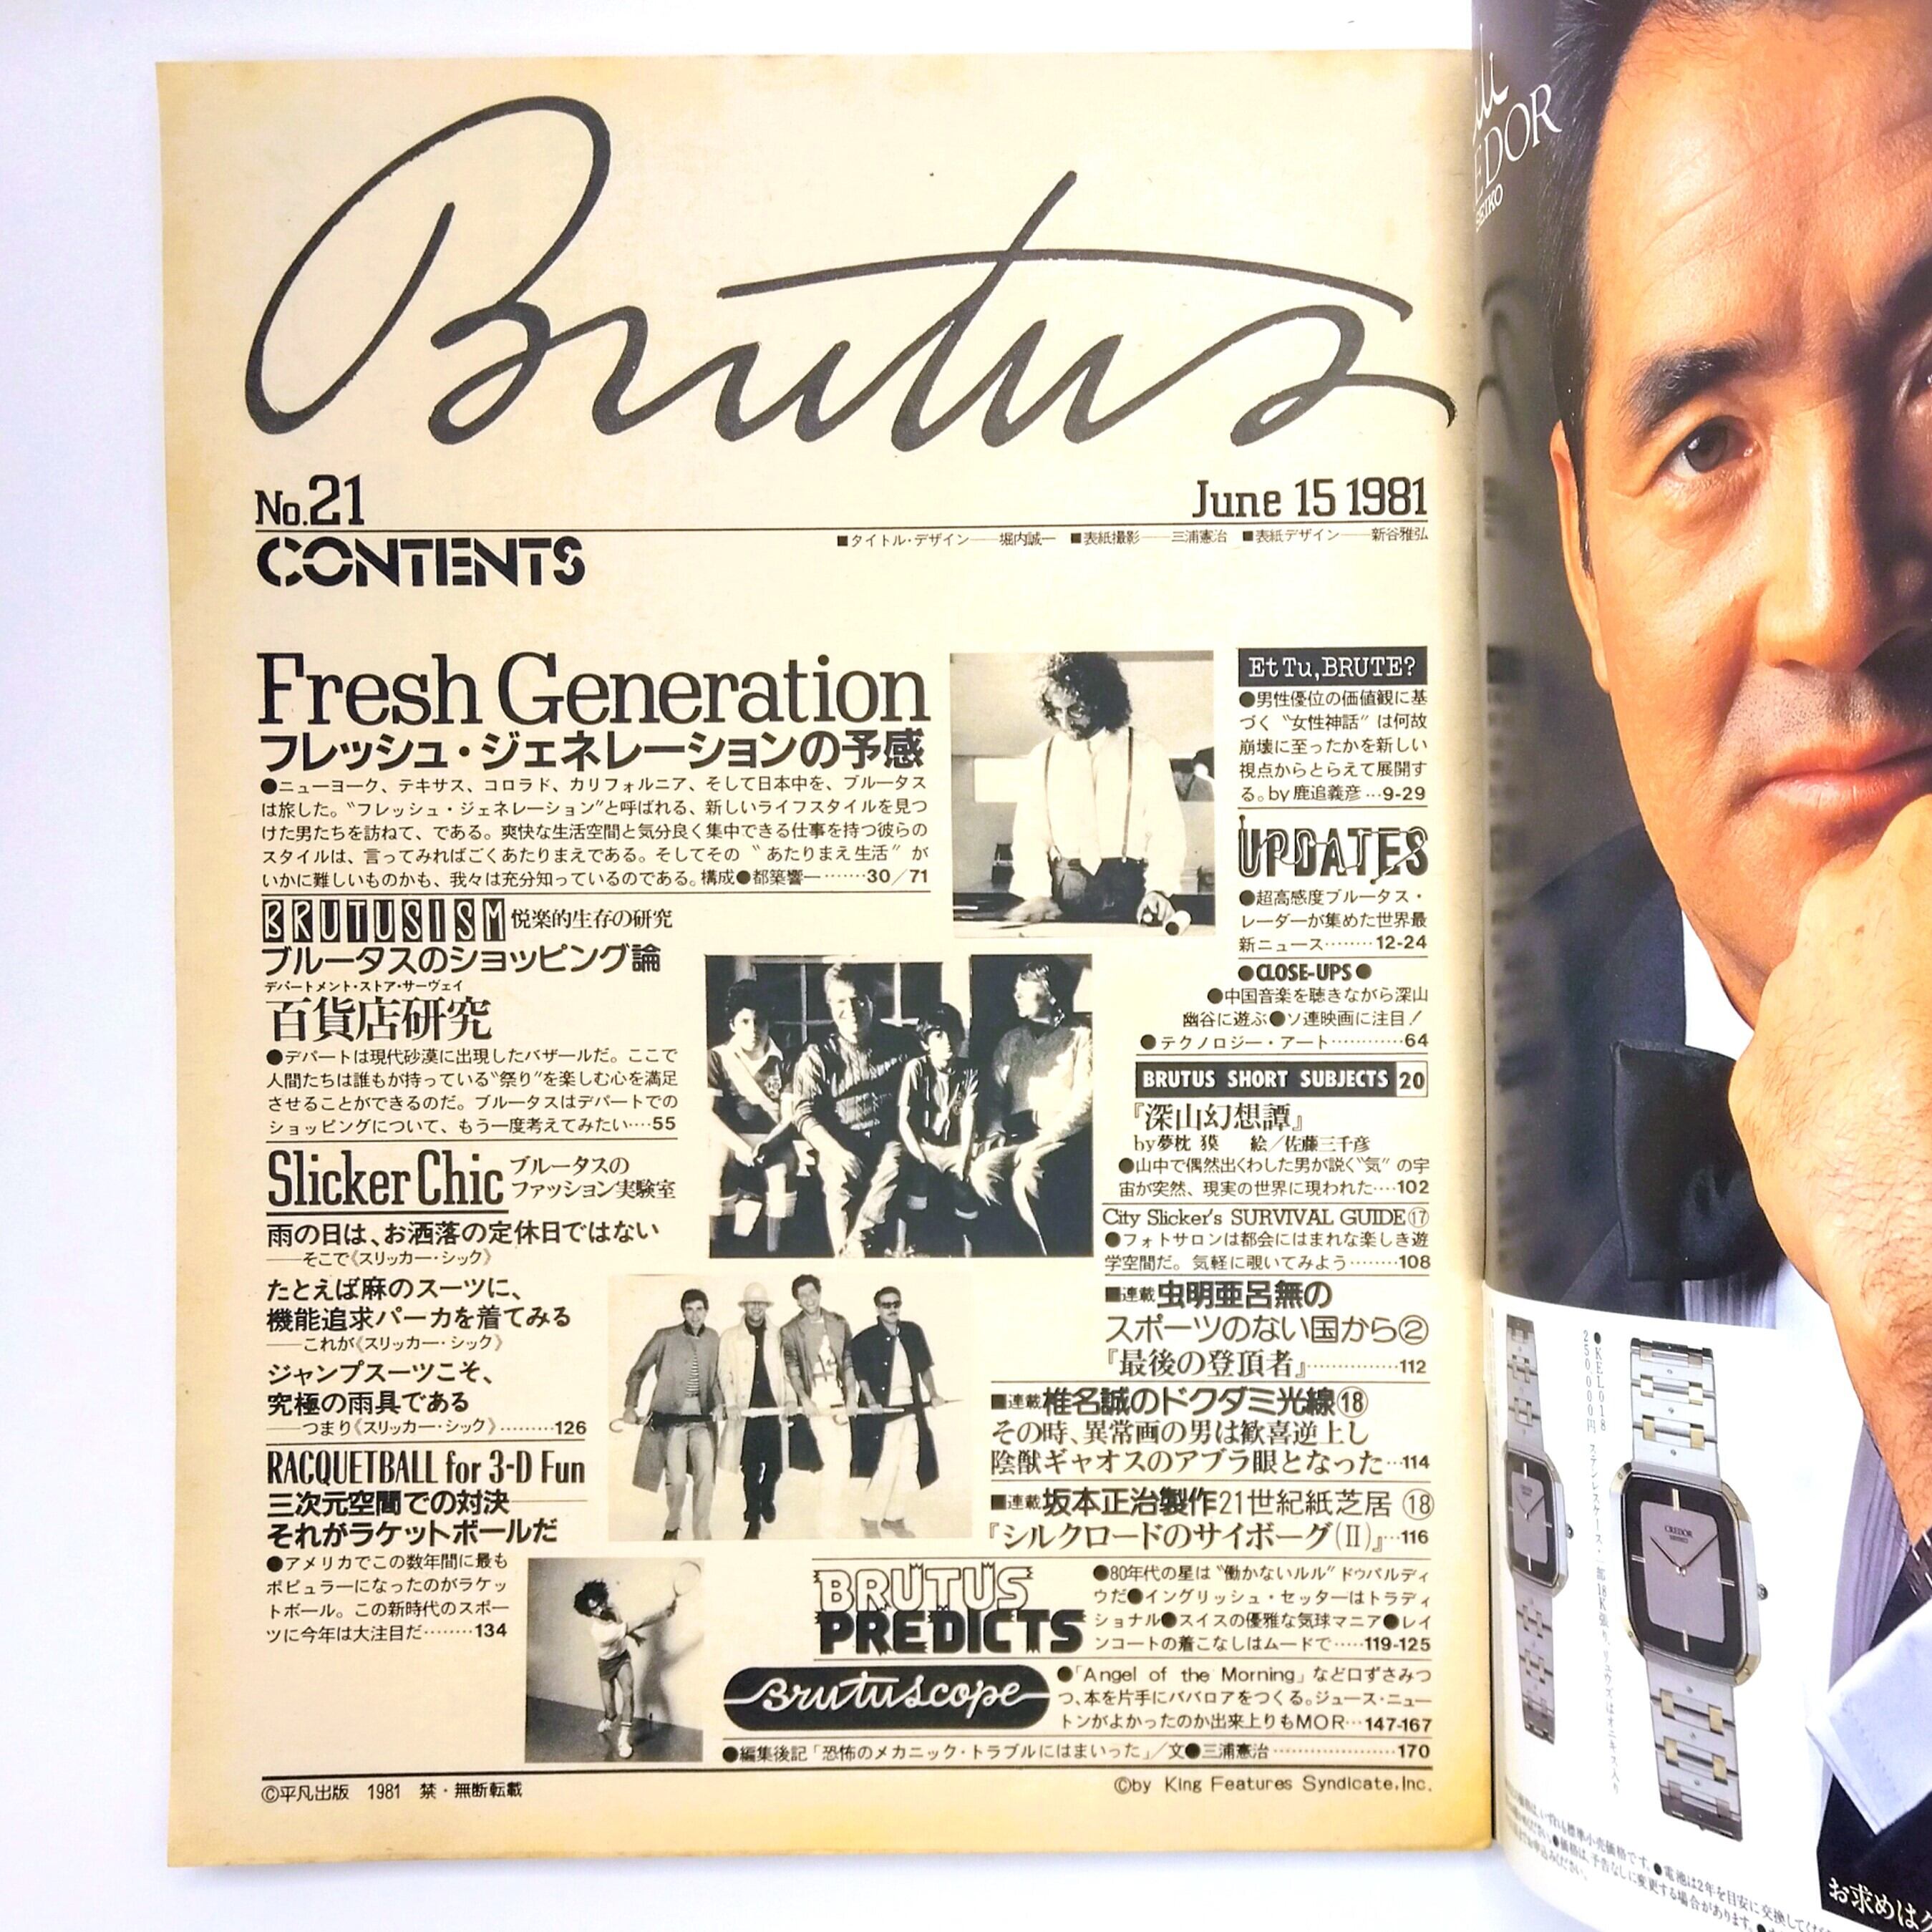 Brutus
No.21
June 15 1981
CONTENTS
■タイトル・デザイン──堀内誠一 ■表紙撮影──三浦憲治 ■表紙デザイン──新谷雅弘
Fresh Generation
フレッシュ・ジェネレーションの予感
●ニューヨーク、テキサス、コロラド、カリフォルニア、そして日本中を、ブルータス
は旅した。“フレッシュ・ジェネレーション”と呼ばれる、新しいライフスタイルを見つ
けた男たちを訪ねて、である。爽快な生活空間と気分良く集中できる仕事を持つ彼らの
スタイルは、言ってみればごくあたりまえである。そしてその“あたりまえ生活”が
いかに難しいものかも、我々は充分知っているのである。構成●都築響一……30/71
BRUTUSISM 悦楽的生存の研究
ブルータスのショッピング論
デパートメント・ストア・サーヴェイ
百貨店研究
●デパートは現代砂漠に出現したバザールだ。ここで
人間たちは誰もが持っている“祭り”を楽しむ心を満足
させることができるのだ。ブルータスはデパートでの
ショッピングについて、もう一度考えてみたい…55
Slicker Chic ブルータスの
ファッション実験室
雨の日は、お洒落の定休日ではない
──そこで《スリッカー・シック》
たとえば麻のスーツに、
機能追求パーカを着てみる
──これが《スリッカー・シック》
ジャンプスーツこそ、
究極の雨具である
──つまり《スリッカー・シック》………126
RACQUETBALL for 3-D Fun
三次元空間での対決
それがラケットボールだ
●アメリカでこの数年間に最も
ポピュラーになったのがラケッ
トボール。この新時代のスポー
ツに今年は大注目だ………134
Et Tu, BRUTE?
●男性優位の価値観に基
づく“女性神話”は何故
崩壊に至ったかを新しい
視点からとらえて展開す
る。by 鹿追義彦…9-29
UPDATES
●超高感度ブルータス・
レーダーが集めた世界最
新ニュース………12-24
●CLOSE-UPS●
●中国音楽を聴きながら深山
幽谷に遊ぶ●ソ連映画に注目！
●テクノロジー・アート…………64
BRUTUS SHORT SUBJECTS 20
『深山幻想譚』
by夢枕 獏 絵／佐藤三千彦
●山中で偶然出くわした男が説く“気”の宇
宙が突然、現実の世界に現われた…102
City Slicker's SURVIVAL GUIDE⑰
●フォトサロンは都会にはまれな楽しき遊
学空間だ。気軽に覗いてみよう………108
■連載虫明亜呂無の
スポーツのない国から②
『最後の登頂者』……………112
■連載椎名誠のドクダミ光線⑱
その時、異常画の男は歓喜逆上し
陰獣ギャオスのアブラ眼となった…114
■連載坂本正治製作21世紀紙芝居 ⑱
『シルクロードのサイボーグ(Ⅱ)』…116
BRUTUS
PREDICTS
●80年代の星は“働かないルル”ドゥバルディ
ウだ●イングリッシュ・セッターはトラディ
ショナル●スイスの優雅な気球マニア●レイ
ンコートの着こなしはムードで……119-125
Brutuscope
●「Angel of the Morning」など口ずさみつ
つ、本を片手にババロアをつくる。ジュース・ニュー
トンがよかったのか出来上りもMOR…147-167
●編集後記「恐怖のメカニック・トラブルにはまいった」／文●三浦憲治…………………170
©平凡出版 1981 禁・無断転載
©by King Features Syndicate,Inc.
EDOR
SEIKO
●KEL018
250000円 ステンレスケース・一部18K張り、リュウズはオニキス入り
CREDOR
SEIKO
お求めは